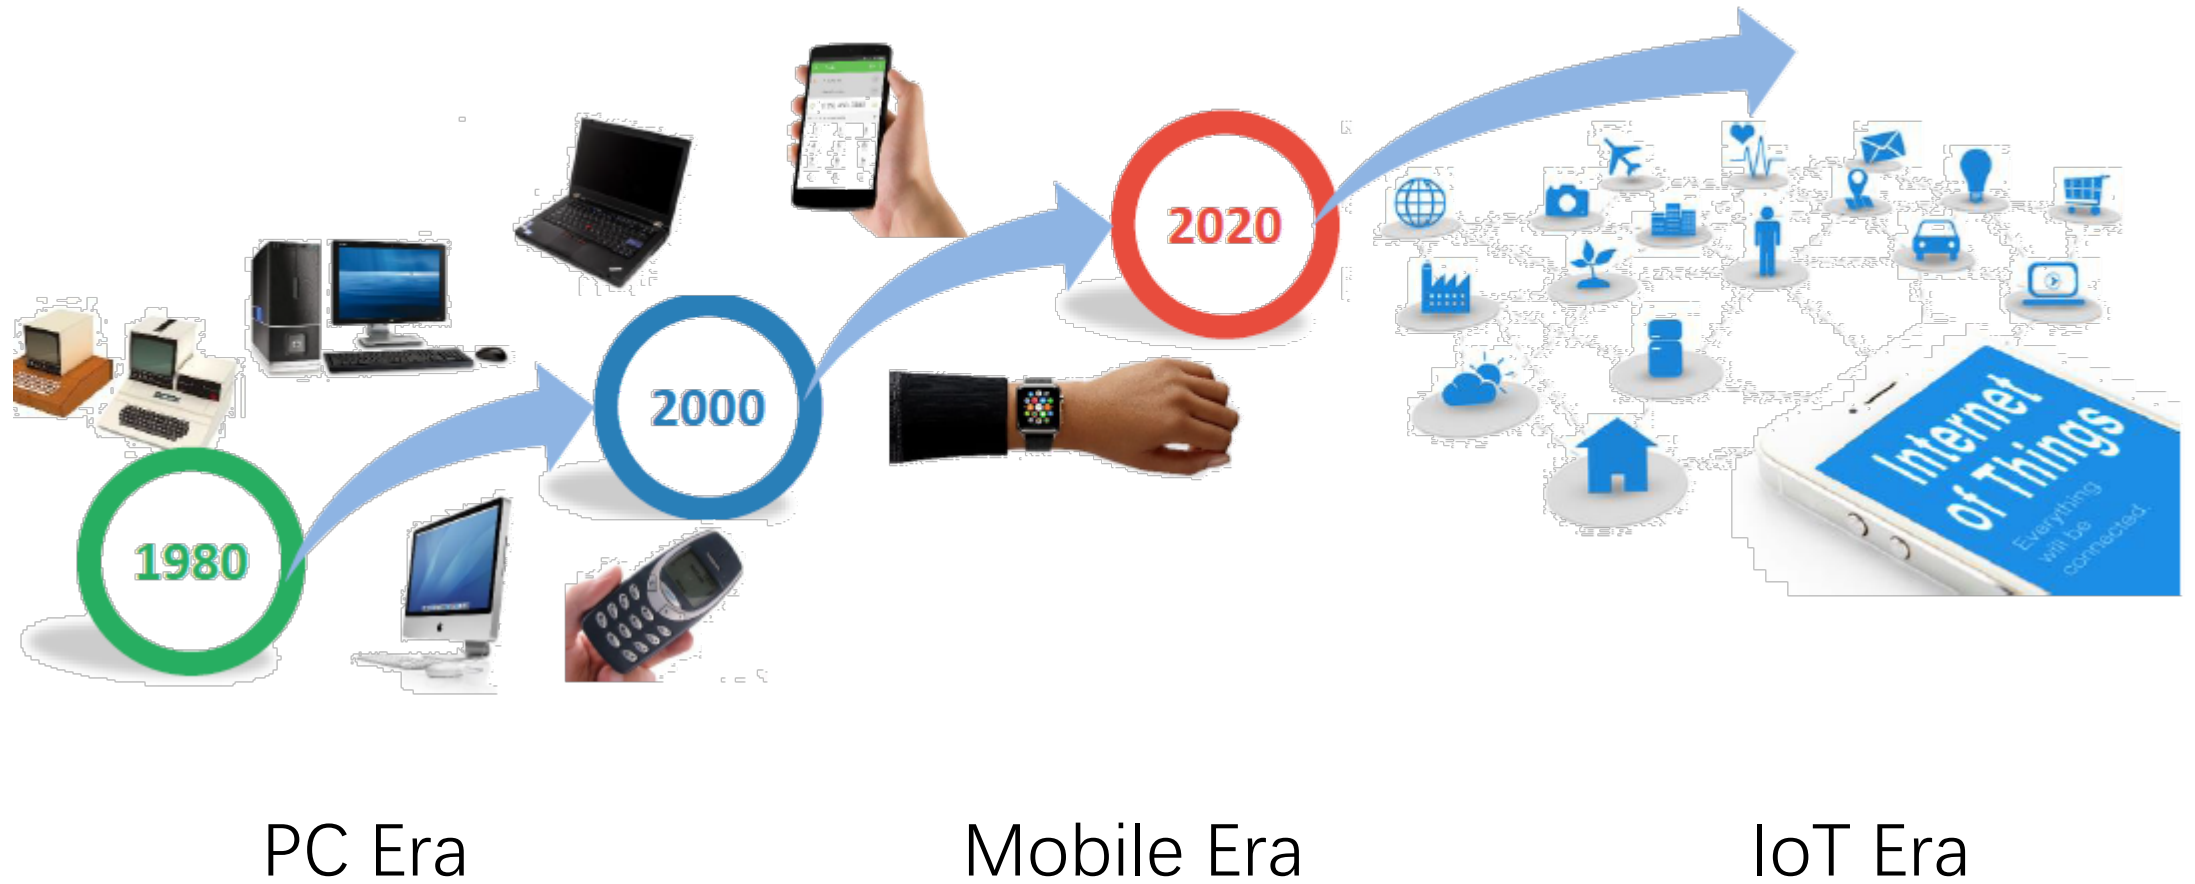 1980
2000
2020
Internet
of Things
Everything
will be
connected.
PC Era
Mobile Era
IoT Era